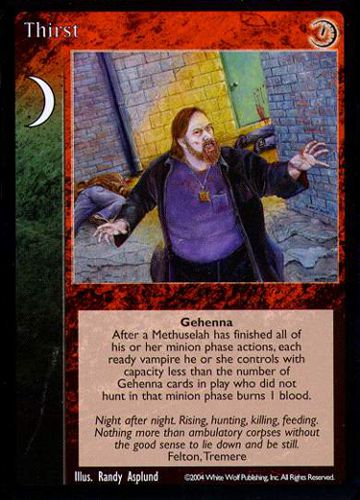 Thirst
Gehenna
After a Methuselah has finished all of
his or her minion phase actions, each
ready vampire he or she controls with
capacity less than the number of
Gehenna cards in play who did not
hunt in that minion phase burns 1 blood.
Night after night. Rising, hunting, killing, feeding.
Nothing more than ambulatory corpses without
the good sense to lie down and be still.
Felton, Tremere
Illus. Randy Asplund
©2004 White Wolf Publishing, Inc. All Rights Reserved.